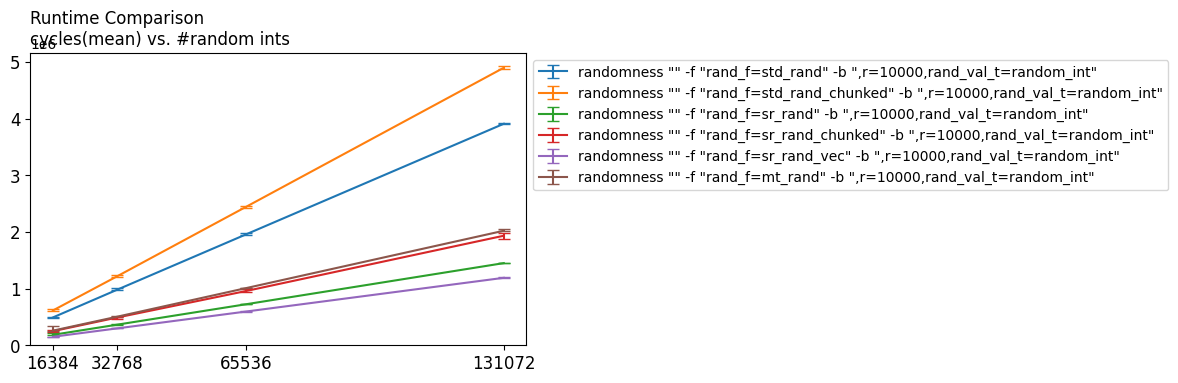 Runtime Comparison
cycles(mean) vs. #random ints
1e6
5
4
3
2
1
0
16384 32768 65536 131072
randomness "" -f "rand_f=std_rand" -b ",r=10000,rand_val_t=random_int"
randomness "" -f "rand_f=std_rand_chunked" -b ",r=10000,rand_val_t=random_int"
randomness "" -f "rand_f=sr_rand" -b ",r=10000,rand_val_t=random_int"
randomness "" -f "rand_f=sr_rand_chunked" -b ",r=10000,rand_val_t=random_int"
randomness "" -f "rand_f=sr_rand_vec" -b ",r=10000,rand_val_t=random_int"
randomness "" -f "rand_f=mt_rand" -b ",r=10000,rand_val_t=random_int"